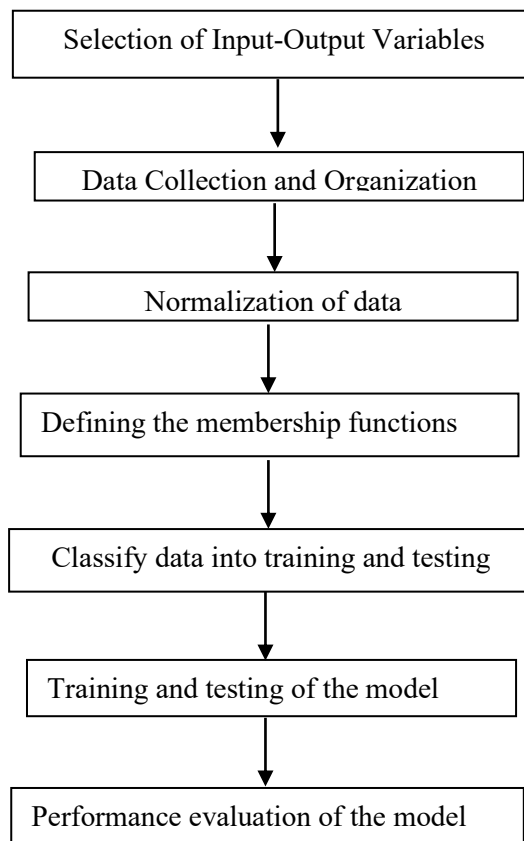 Selection of Input-Output Variables
Data Collection and Organization
Normalization of data
Defining the membership functions
Classify data into training and testing
Training and testing of the model
Performance evaluation of the model